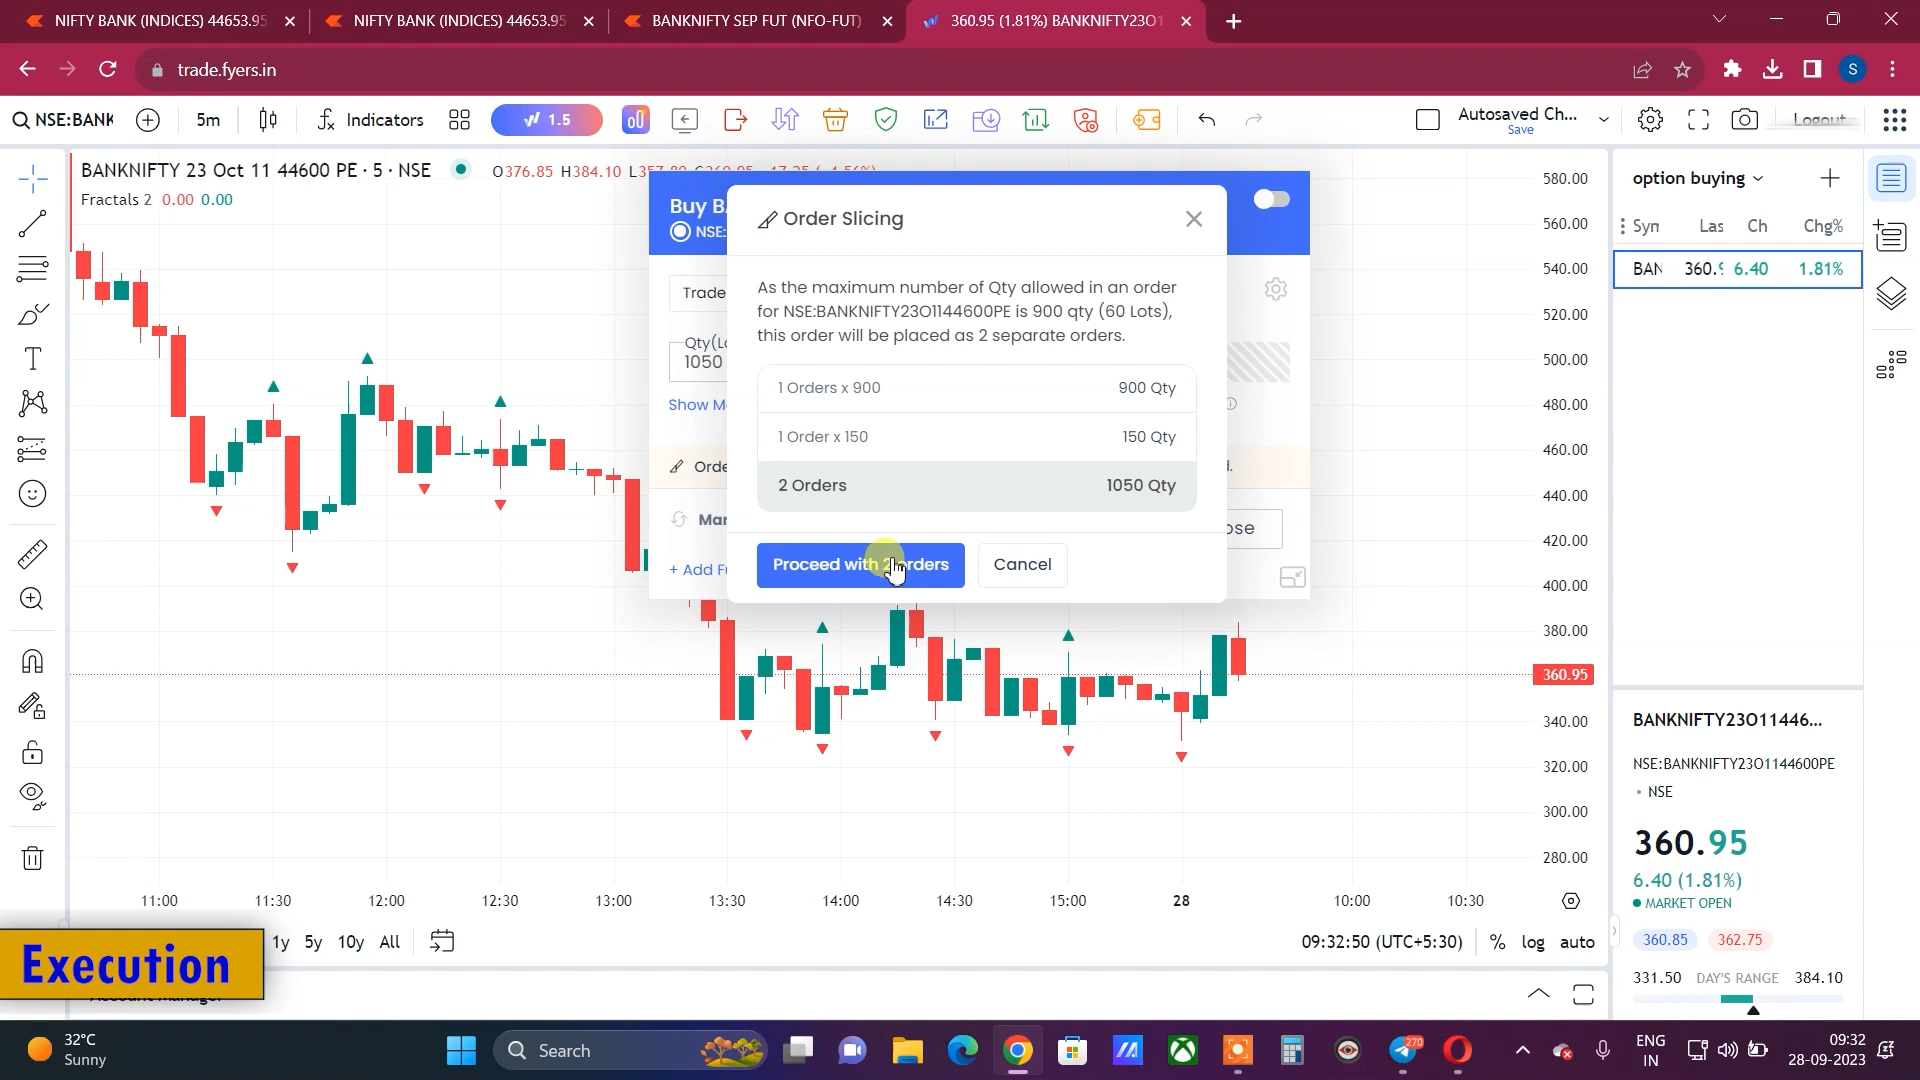 NIFTY BANK (INDICES) 44653.95
NIFTY BANK (INDICES) 44653.95
BANKNIFTY SEP FUT (NFO-FUT)
360.95 (1.81%) BANKNIFTY23O1
trade.fyers.in
S
NSE:BANK
5m
Indicators
1.5
Autosaved Ch...
Save
Logout
BANKNIFTY 23 Oct 11 44600 PE · 5 · NSE
O376.85 H384.10
Fractals 2 0.00 0.00
Buy B
NSE:
Trade
1050
Show M
Orde
Mar
+ Add Fu
ose
Order Slicing
As the maximum number of Qty allowed in an order
for NSE:BANKNIFTY23O1144600PE is 900 qty (60 Lots),
this order will be placed as 2 separate orders.
1 Orders x 900 900 Qty
1 Order x 150 150 Qty
2 Orders 1050 Qty
Proceed with 2 orders
Cancel
580.00
560.00
540.00
520.00
500.00
480.00
460.00
440.00
420.00
400.00
380.00
360.95
340.00
320.00
300.00
280.00
11:00 11:30 12:00 12:30 13:00 13:30 14:00 14:30 15:00 28 10:00 10:30
1y 5y 10y All
09:32:50 (UTC+5:30) % log auto
Execution
option buying
Syn Las Ch Chg%
BAN 360.9 6.40 1.81%
BANKNIFTY23O11446...
NSE:BANKNIFTY23O1144600PE
• NSE
360.95
6.40 (1.81%)
MARKET OPEN
360.85 362.75
331.50 DAY'S RANGE 384.10
32°C
Sunny
Search
270
ENG
IN
09:32
28-09-2023